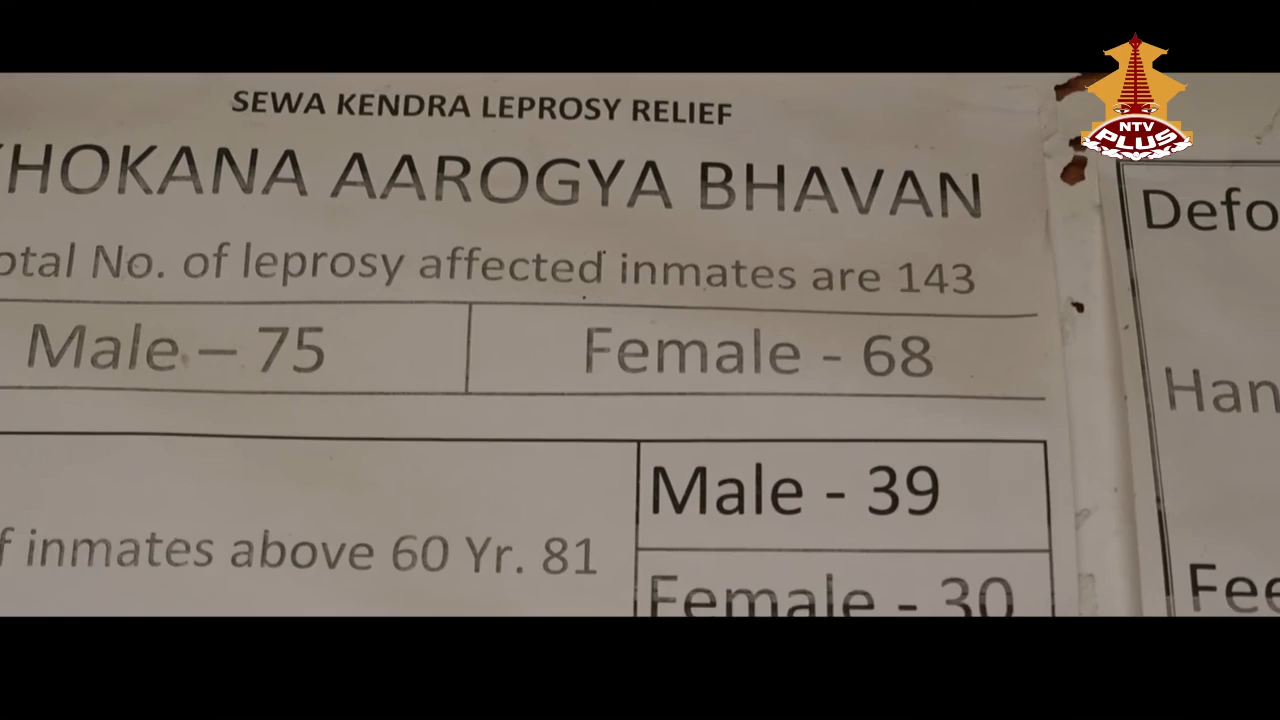 SEWA KENDRA LEPROSY RELIEF
KHOKANA AAROGYA BHAVAN
otal No. of leprosy affected inmates are 143
Male – 75
Female - 68
f inmates above 60 Yr. 81
Male - 39
Female - 30
Defo
Han
Fee
NTV
PLUS